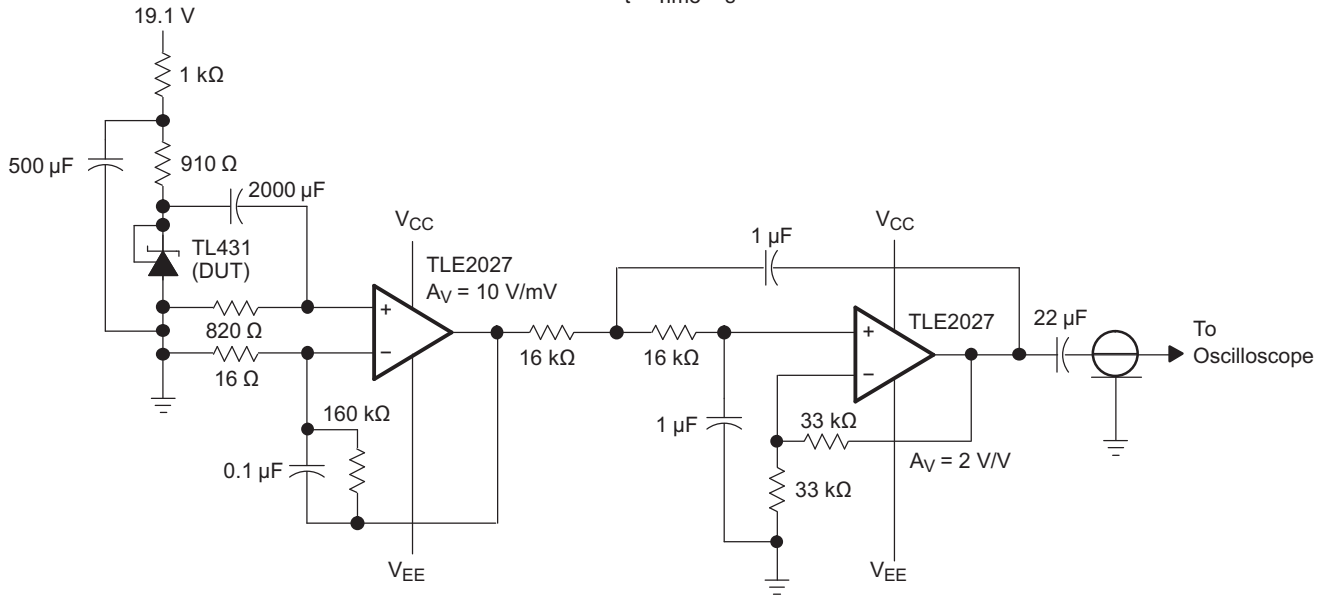 19.1 V
1 kΩ
500 µF
910 Ω
2000 µF
TL431
(DUT)
820 Ω
16 Ω
VCC
TLE2027
AV = 10 V/mV
+
−
160 kΩ
0.1 µF
VEE
16 kΩ
16 kΩ
1 µF
1 µF
VCC
TLE2027
+
−
33 kΩ
AV = 2 V/V
33 kΩ
VEE
22 µF
To
Oscilloscope